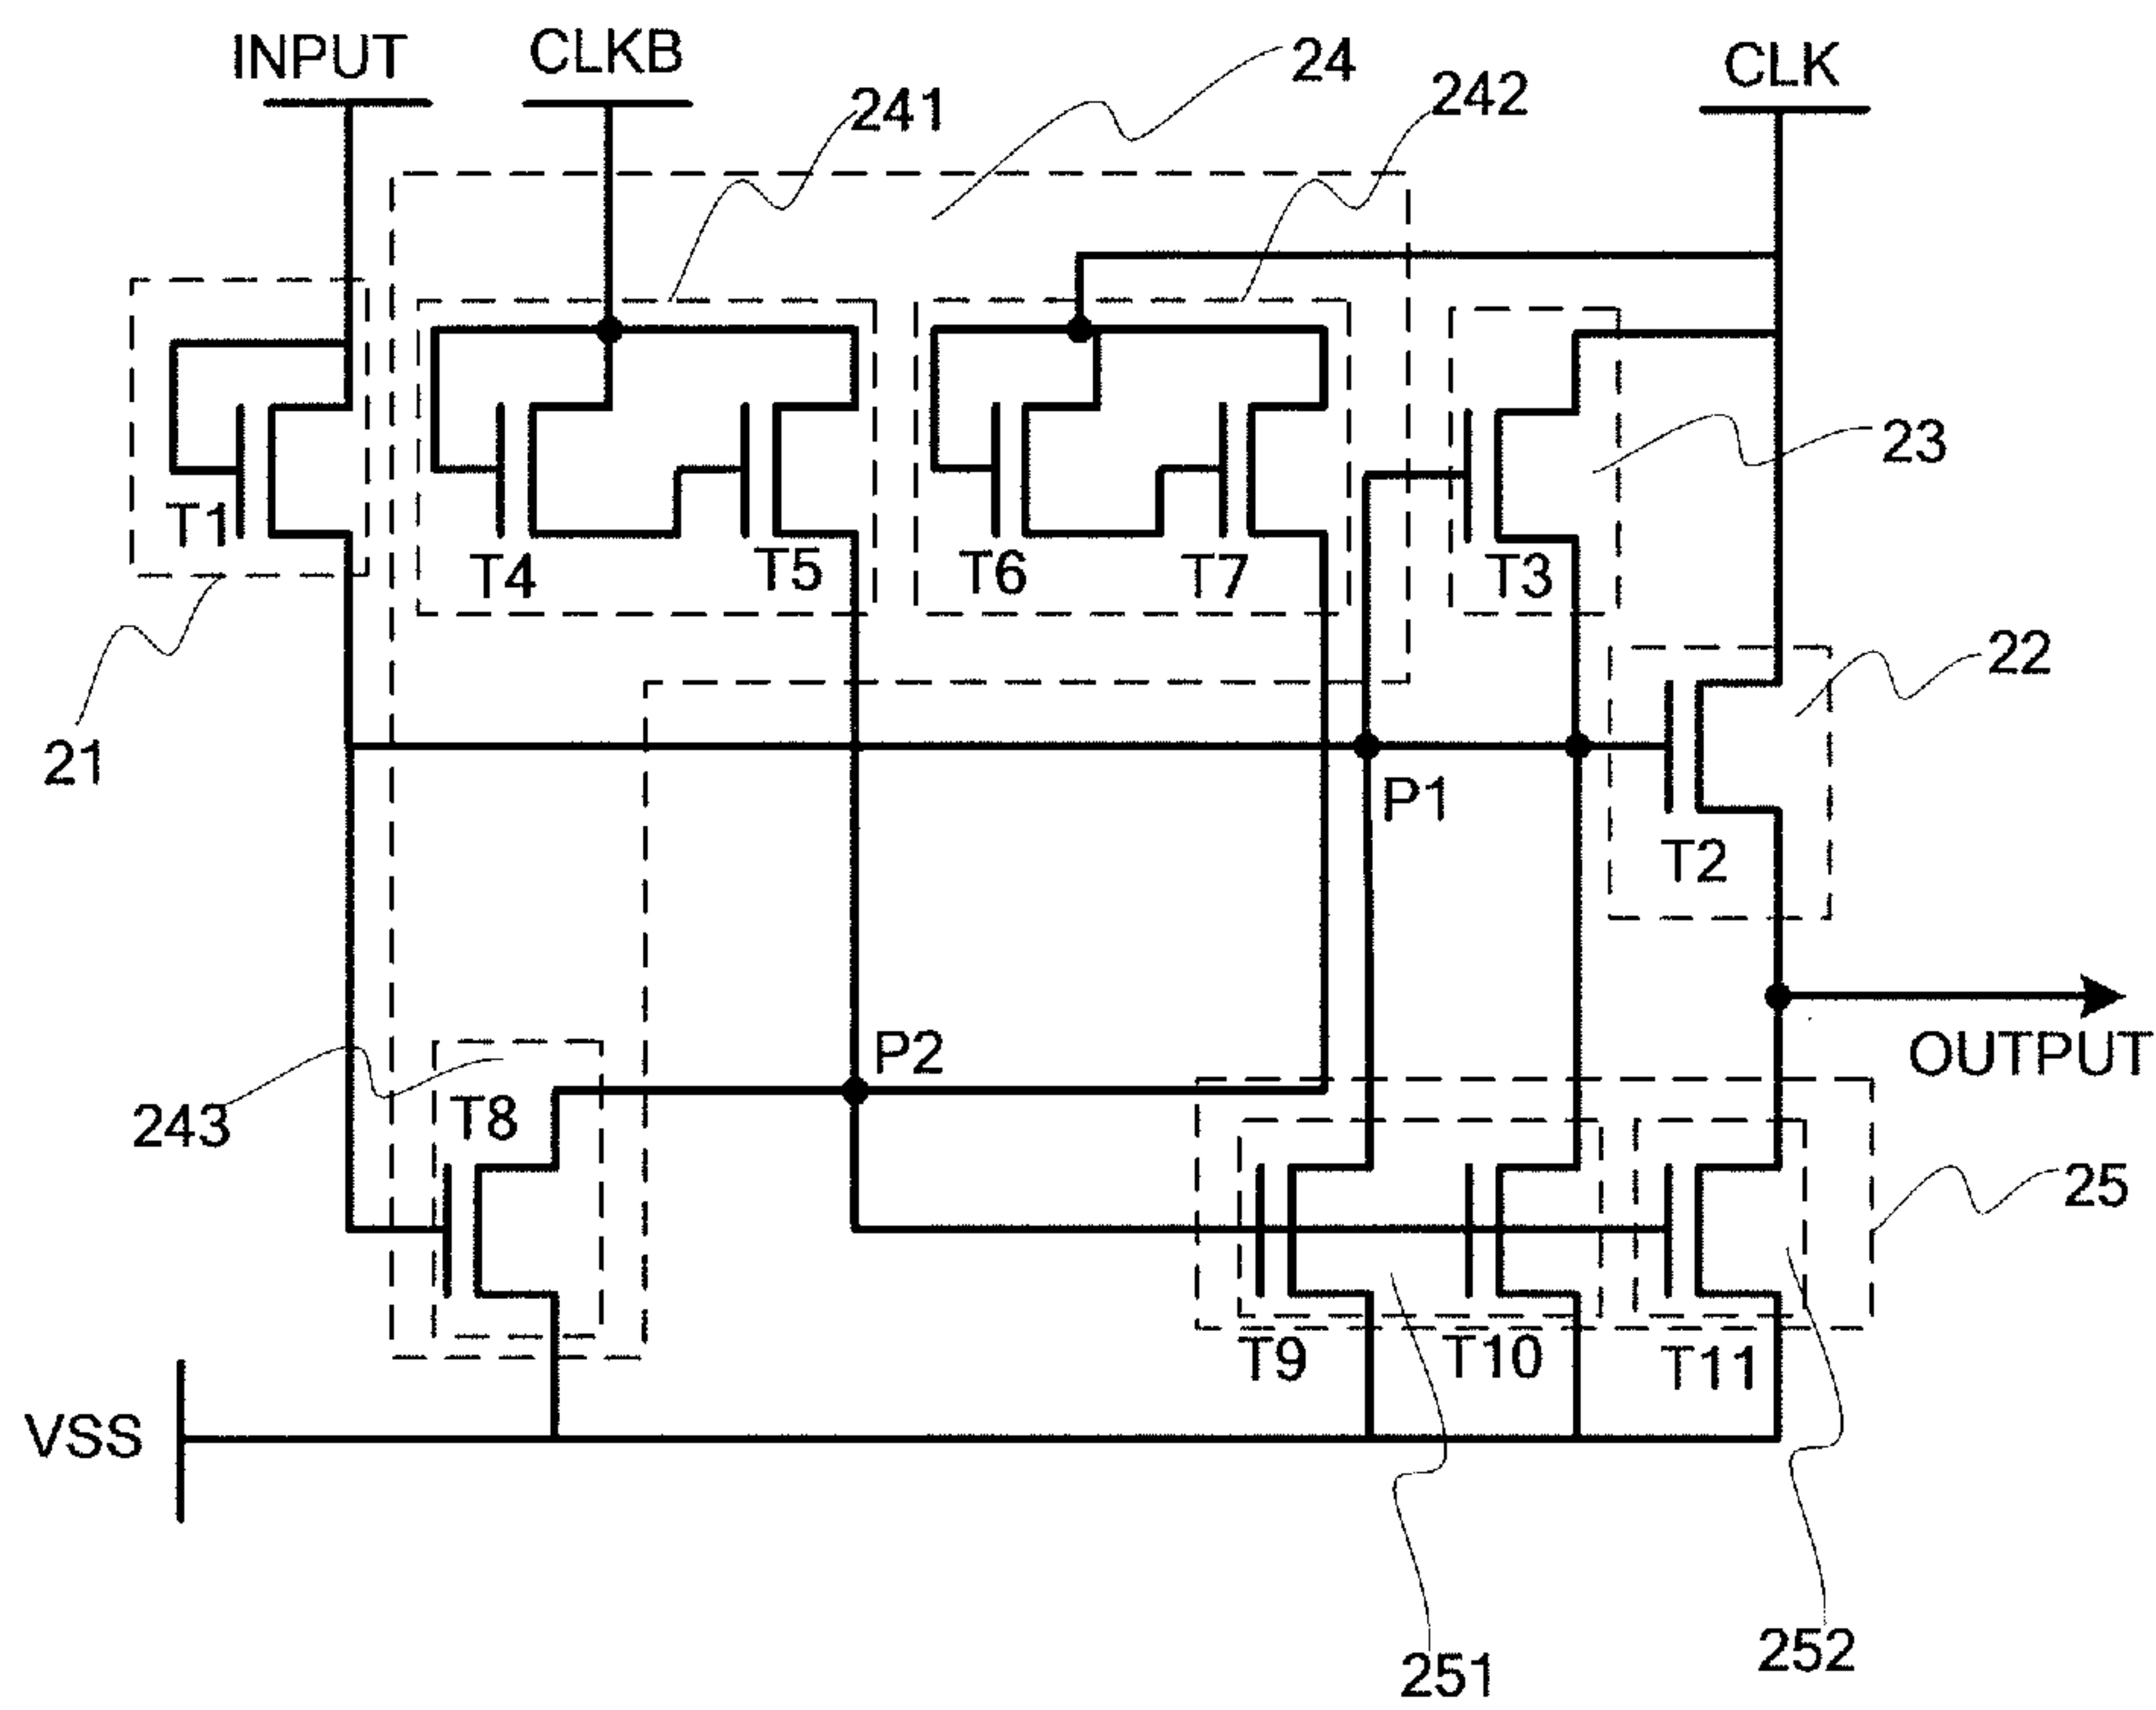 INPUT
CLKB
24
CLK
241
242
23
T1
T4
T5
T6
T7
T3
22
21
P1
T2
P2
OUTPUT
243
T8
25
T9
T10
T11
VSS
251
252